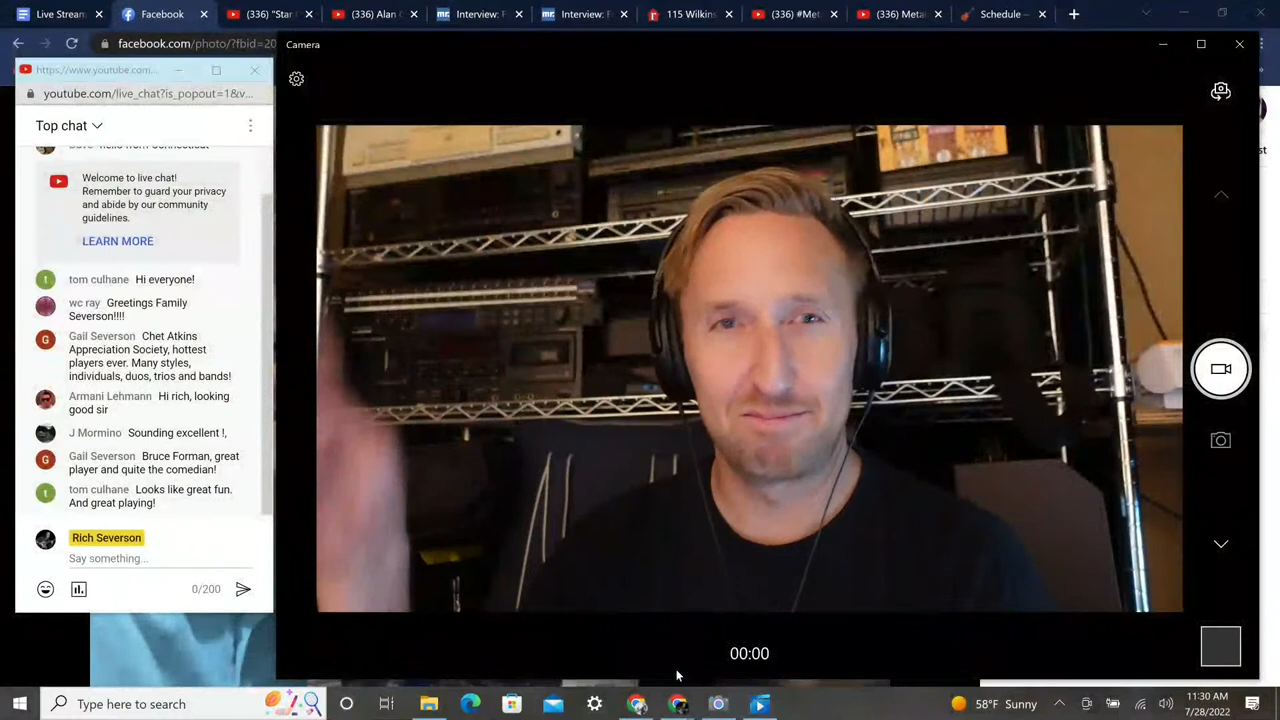 Live Stream
Facebook
(336) "Star
(336) Alan
Interview: F
Interview: F
115 Wilkins
(336) #Met
(336) Metal
Schedule –
facebook.com/photo/?fbid=20
https://www.youtube.com...
youtube.com/live_chat?is_popout=1&v...
Top chat
Welcome to live chat!
Remember to guard your privacy
and abide by our community
guidelines.
LEARN MORE
tom culhane Hi everyone!
wc ray Greetings Family
Severson!!!!
Gail Severson Chet Atkins
Appreciation Society, hottest
players ever. Many styles,
individuals, duos, trios and bands!
Armani Lehmann Hi rich, looking
good sir
J Mormino Sounding excellent !,
Gail Severson Bruce Forman, great
player and quite the comedian!
tom culhane Looks like great fun.
And great playing!
Rich Severson
Say something...
0/200
Camera
00:00
Type here to search
58°F Sunny
11:30 AM
7/28/2022